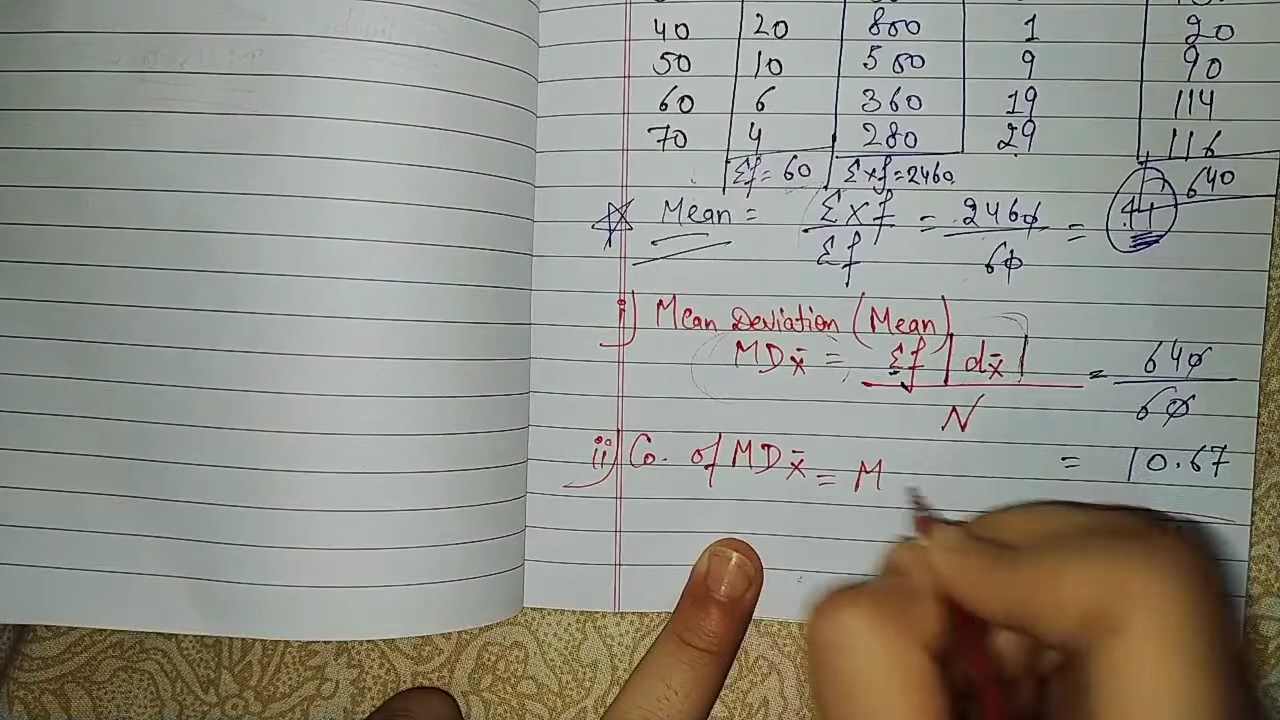 40 20 800 1 20
50 10 500 9 90
60 6 360 19 114
70 4 280 29 116
Σf = 60 Σxf = 2460 640
Mean = Σxf / Σf = 2460 / 60 = 41
i) Mean Deviation (Mean)
MDx̄ = Σf |dx̄| / N = 640 / 60
ii) Co. of MDx̄ = M = 10.67